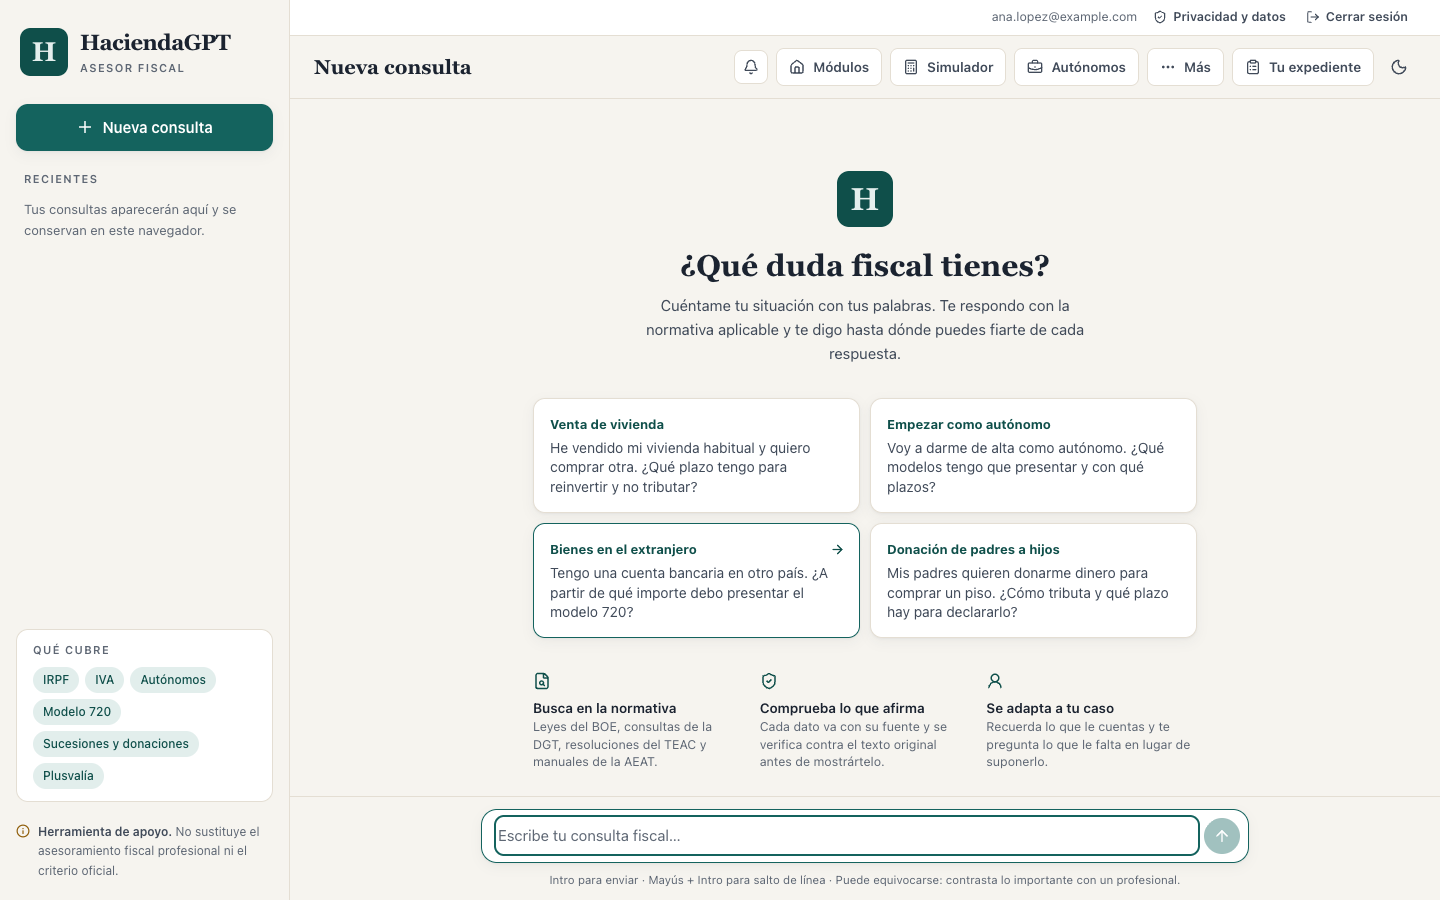 H
HaciendaGPT
ASESOR FISCAL
Nueva consulta
RECIENTES
Tus consultas aparecerán aquí y se
conservan en este navegador.
QUÉ CUBRE
IRPF IVA Autónomos
Modelo 720
Sucesiones y donaciones
Plusvalía
Herramienta de apoyo. No sustituye el
asesoramiento fiscal profesional ni el
criterio oficial.
ana.lopez@example.com Privacidad y datos Cerrar sesión
Nueva consulta Módulos Simulador Autónomos Más Tu expediente
H
¿Qué duda fiscal tienes?
Cuéntame tu situación con tus palabras. Te respondo con la
normativa aplicable y te digo hasta dónde puedes fiarte de cada
respuesta.
Venta de vivienda
He vendido mi vivienda habitual y quiero
comprar otra. ¿Qué plazo tengo para
reinvertir y no tributar?
Empezar como autónomo
Voy a darme de alta como autónomo. ¿Qué
modelos tengo que presentar y con qué
plazos?
Bienes en el extranjero
Tengo una cuenta bancaria en otro país. ¿A
partir de qué importe debo presentar el
modelo 720?
Donación de padres a hijos
Mis padres quieren donarme dinero para
comprar un piso. ¿Cómo tributa y qué plazo
hay para declararlo?
Busca en la normativa
Leyes del BOE, consultas de la
DGT, resoluciones del TEAC y
manuales de la AEAT.
Comprueba lo que afirma
Cada dato va con su fuente y se
verifica contra el texto original
antes de mostrártelo.
Se adapta a tu caso
Recuerda lo que le cuentas y te
pregunta lo que le falta en lugar de
suponerlo.
Escribe tu consulta fiscal...
Intro para enviar · Mayús + Intro para salto de línea · Puede equivocarse: contrasta lo importante con un profesional.